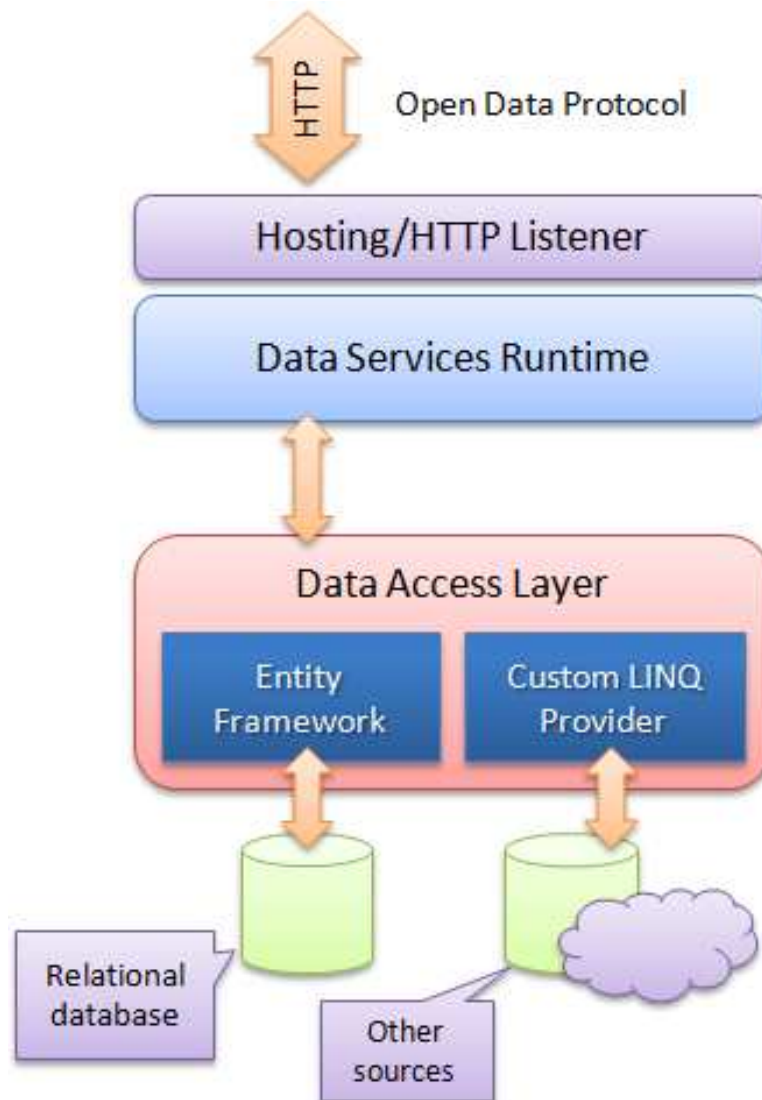 HTTP
Open Data Protocol
Hosting/HTTP Listener
Data Services Runtime
Data Access Layer
Entity
Framework
Custom LINQ
Provider
Relational
database
Other
sources